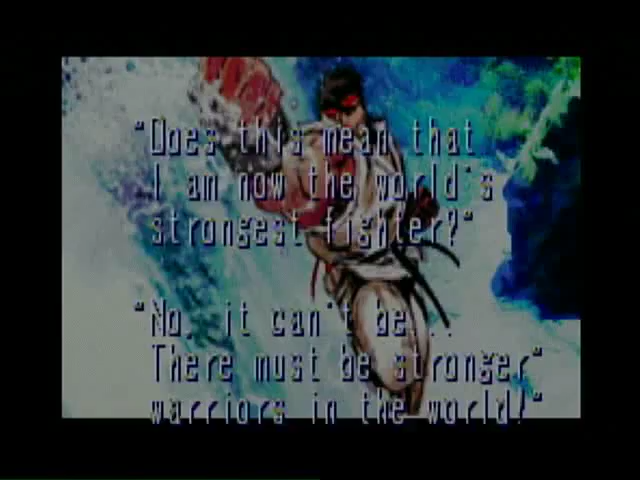 "Does this mean that
I am now the world's
strongest fighter?"
"No, it can't be...
There must be stronger"
warriors in the world!"